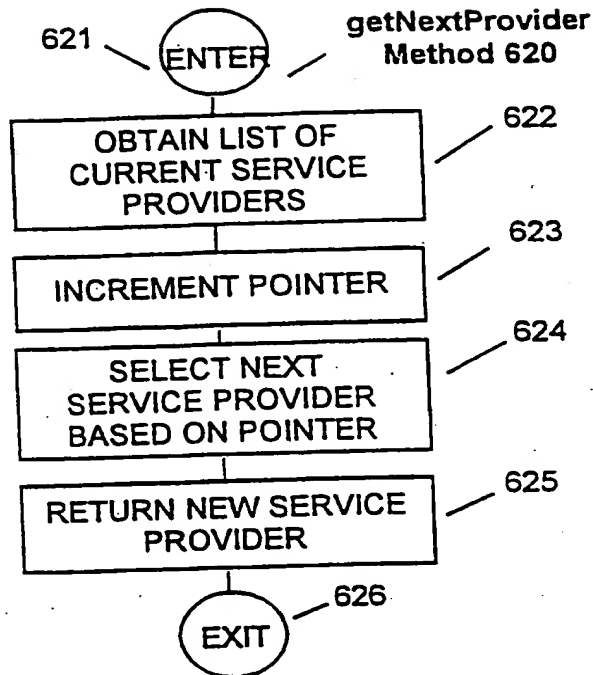 getNextProvider
Method 620
621
ENTER
OBTAIN LIST OF
CURRENT SERVICE
PROVIDERS
622
INCREMENT POINTER
623
SELECT NEXT
SERVICE PROVIDER
BASED ON POINTER
624
RETURN NEW SERVICE
PROVIDER
625
EXIT
626